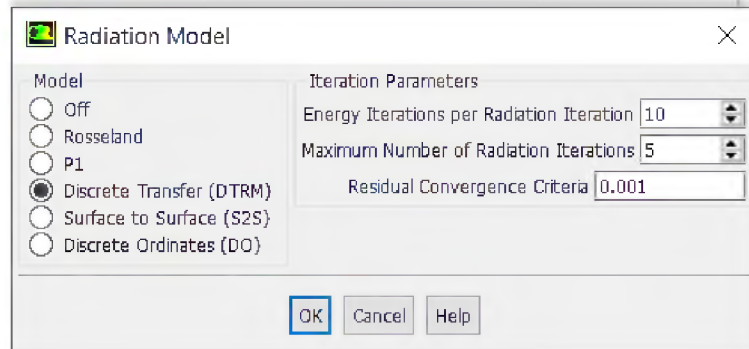 Radiation Model
Model
Off
Rosseland
P1
Discrete Transfer (DTRM)
Surface to Surface (S2S)
Discrete Ordinates (DO)
Iteration Parameters
Energy Iterations per Radiation Iteration 10
Maximum Number of Radiation Iterations 5
Residual Convergence Criteria 0.001
OK Cancel Help